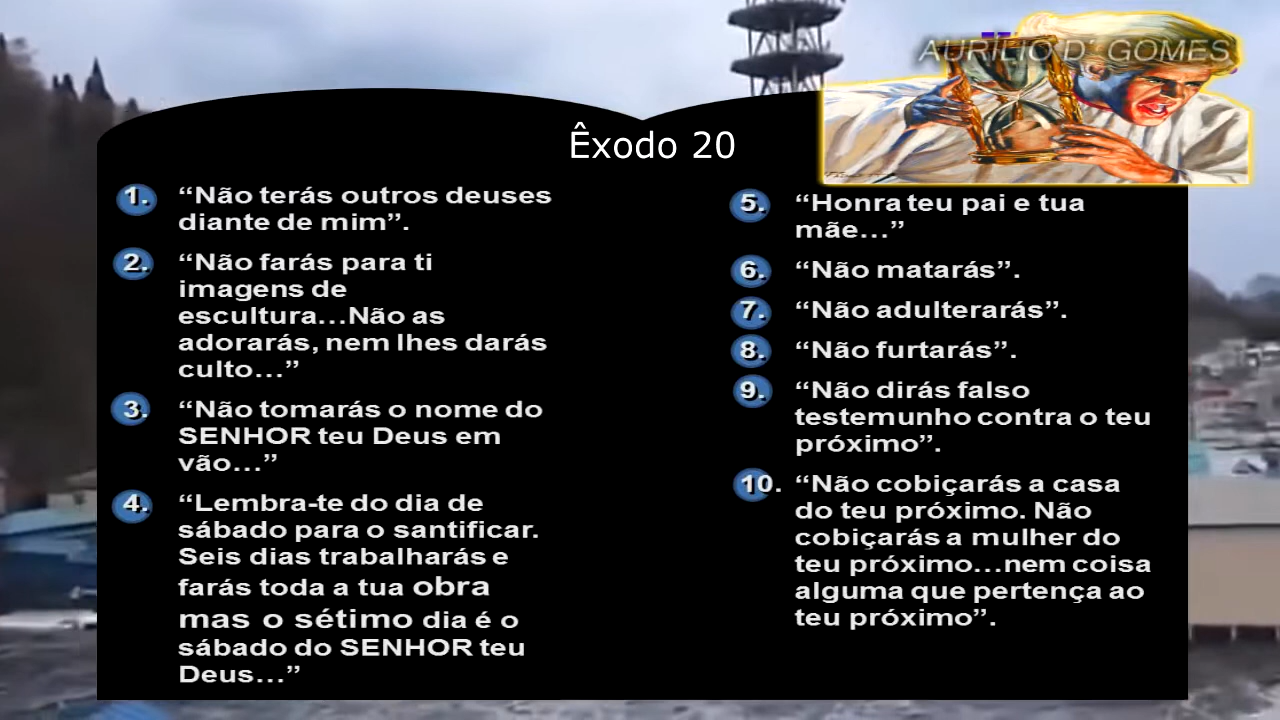 AURÍLIO D´ GOMES
Êxodo 20
1. “Não terás outros deuses
diante de mim”.
2. “Não farás para ti
imagens de
escultura...Não as
adorarás, nem lhes darás
culto...”
3. “Não tomarás o nome do
SENHOR teu Deus em
vão...”
4. “Lembra-te do dia de
sábado para o santificar.
Seis dias trabalharás e
farás toda a tua obra
mas o sétimo dia é o
sábado do SENHOR teu
Deus...”
5. “Honra teu pai e tua
mãe...”
6. “Não matarás”.
7. “Não adulterarás”.
8. “Não furtarás”.
9. “Não dirás falso
testemunho contra o teu
próximo”.
10. “Não cobiçarás a casa
do teu próximo. Não
cobiçarás a mulher do
teu próximo...nem coisa
alguma que pertença ao
teu próximo”.